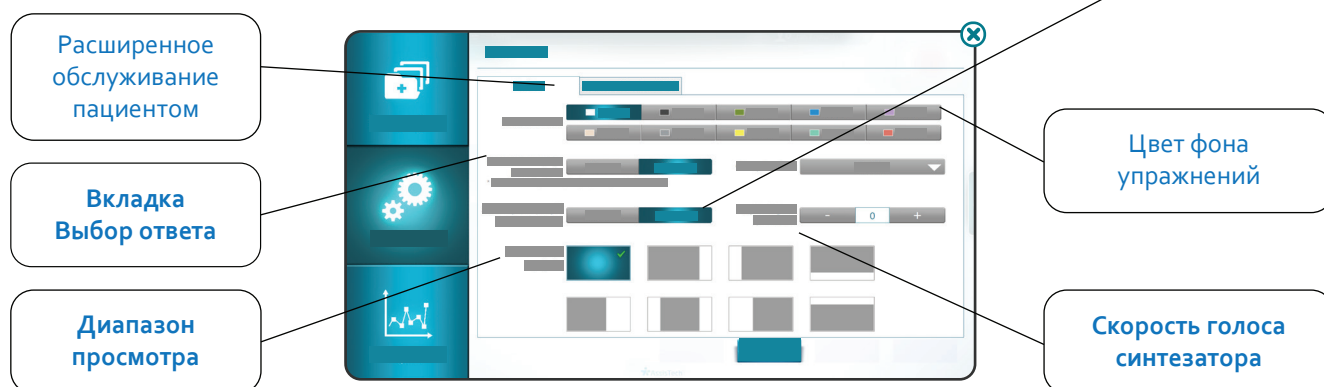 Расширенное
обслуживание
пациентом
Вкладка
Выбор ответа
Диапазон
просмотра
Цвет фона
упражнений
Скорость голоса
синтезатора
- 0 +